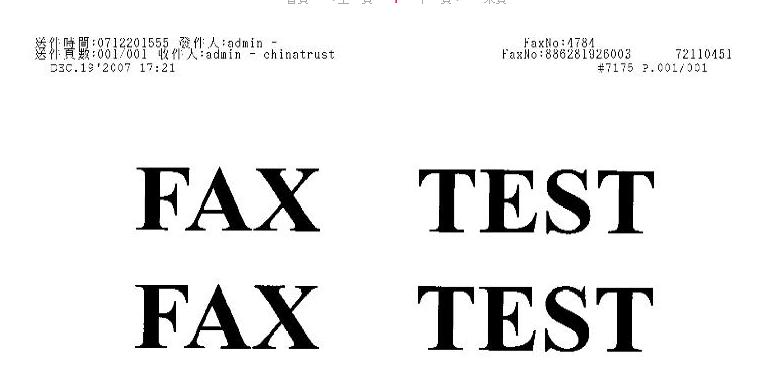 送件時間:0712201555 發件人:admin - FaxNo:4784
送件頁數:001/001 收件人:admin - chinatrust FaxNo:886281926003 72110451
DEC.19'2007 17:21 #7175 P.001/001
FAX TEST
FAX TEST